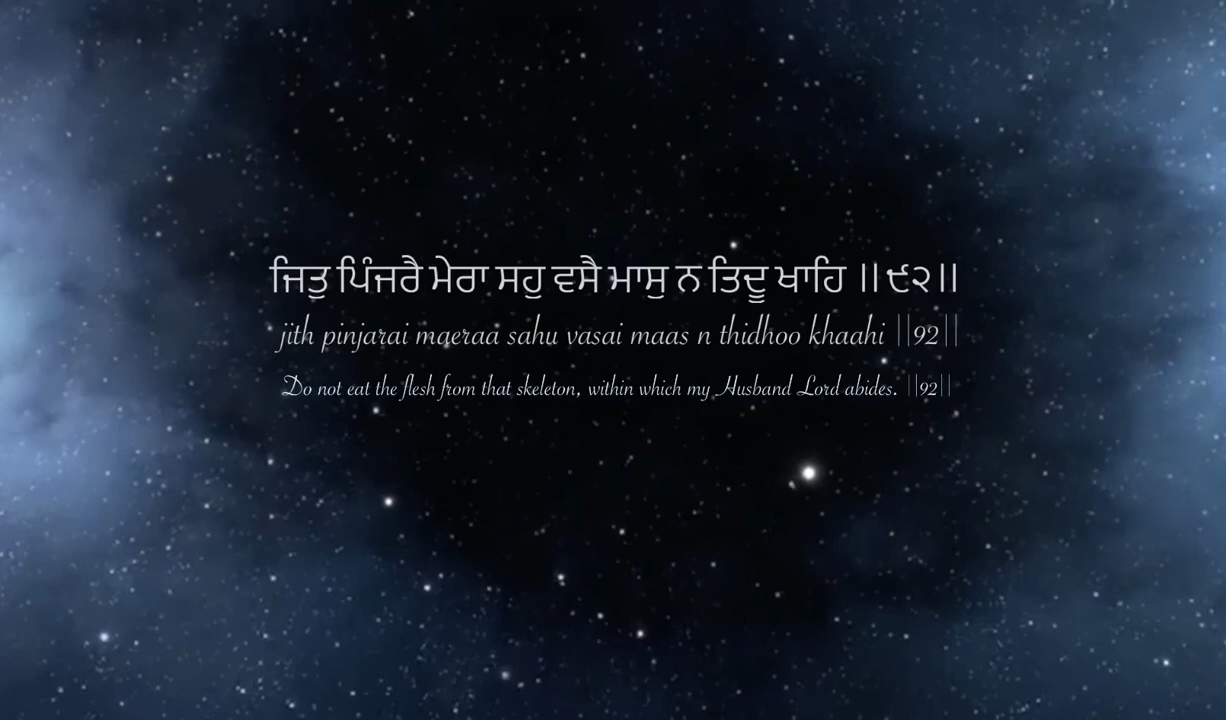 ਜਿਤੁ ਪਿੰਜਰੈ ਮੇਰਾ ਸਹੁ ਵਸੈ ਮਾਸੁ ਨ ਤਿਦੂ ਖਾਹਿ ॥੯੨॥
jith pinjarai maeraa sahu vasai maas n thidhoo khaahi ||92||
Do not eat the flesh from that skeleton, within which my Husband Lord abides. ||92||